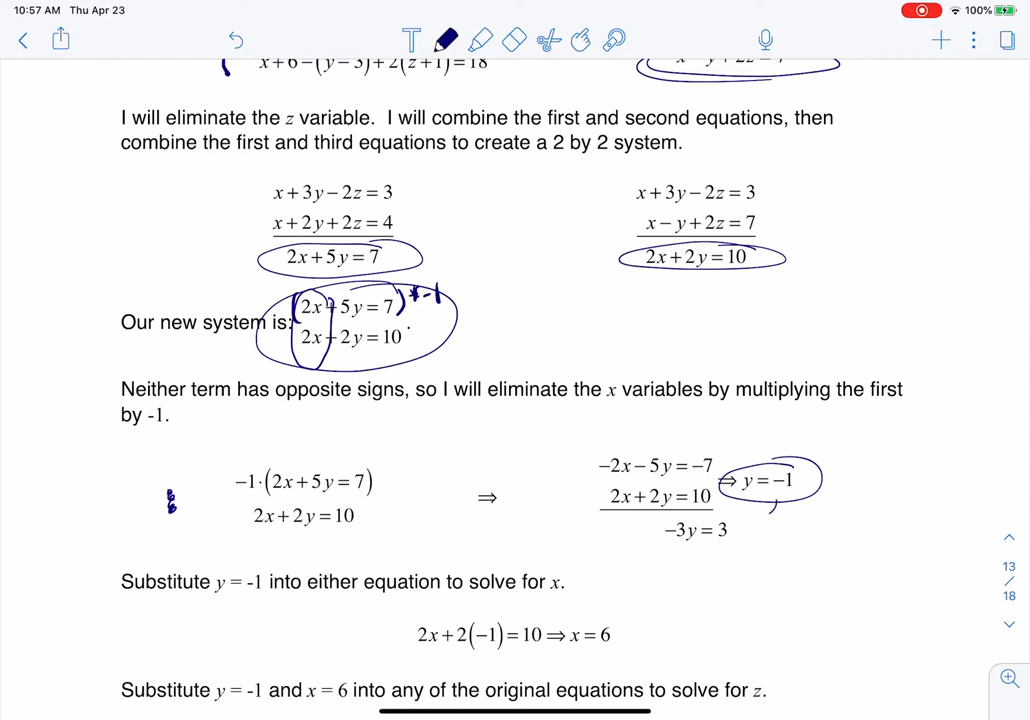 10:57 AM Thu Apr 23
100%
T
x+6−(y−3)+2(z+1)=18
I will eliminate the z variable. I will combine the first and second equations, then
combine the first and third equations to create a 2 by 2 system.
x+3y−2z=3
x+2y+2z=4
2x+5y=7
x+3y−2z=3
x−y+2z=7
2x+2y=10
Our new system is:
(2x+5y=7)*-1
2x+2y=10.
Neither term has opposite signs, so I will eliminate the x variables by multiplying the first
by -1.
−1·(2x+5y=7)
2x+2y=10
⇒
−2x−5y=−7
2x+2y=10
−3y=3
⇒ y=−1
Substitute y = -1 into either equation to solve for x.
2x+2(−1)=10⇒x=6
Substitute y = -1 and x = 6 into any of the original equations to solve for z.
13
/
18